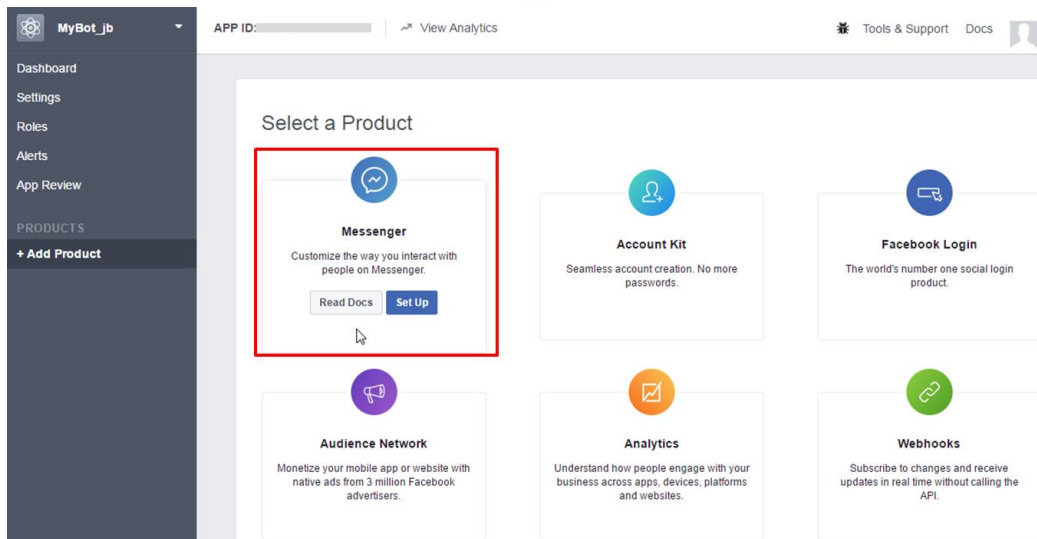 MyBot_jb
APP ID:
View Analytics
Tools & Support
Docs
Dashboard
Settings
Roles
Alerts
App Review
PRODUCTS
+ Add Product
Select a Product
Messenger
Customize the way you interact with
people on Messenger.
Read Docs
Set Up
Account Kit
Seamless account creation. No more
passwords.
Facebook Login
The world's number one social login
product.
Audience Network
Monetize your mobile app or website with
native ads from 3 million Facebook
advertisers.
Analytics
Understand how people engage with your
business across apps, devices, platforms
and websites.
Webhooks
Subscribe to changes and receive
updates in real time without calling the
API.